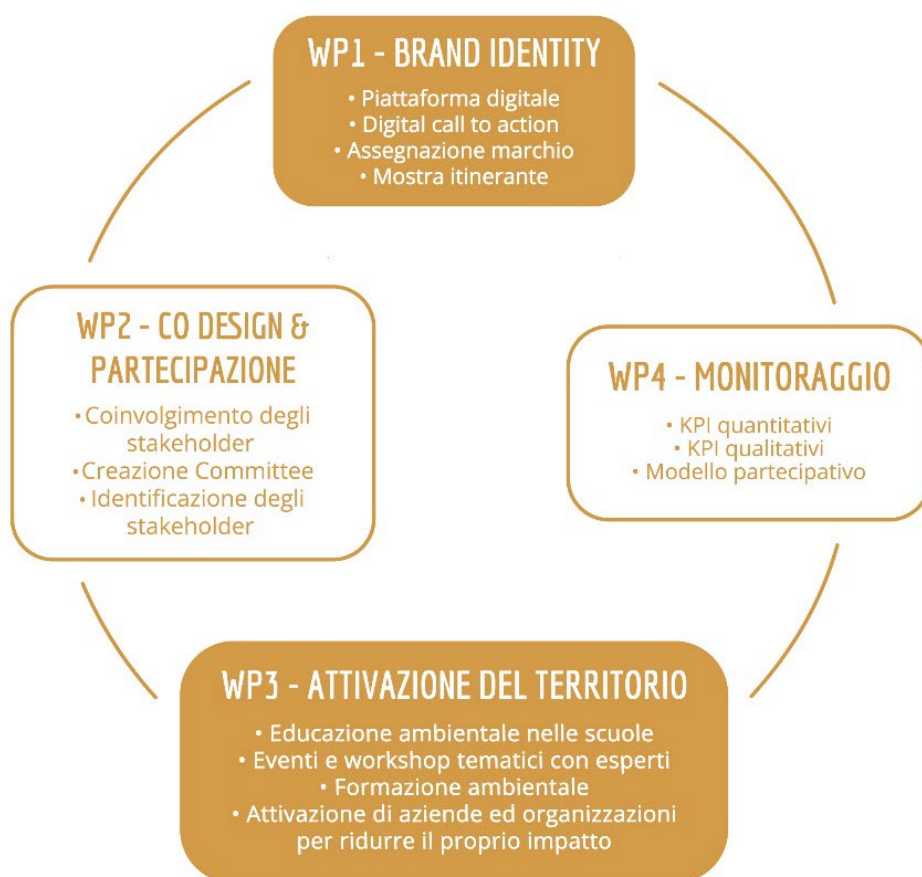 WP1 - BRAND IDENTITY
• Piattaforma digitale
• Digital call to action
• Assegnazione marchio
• Mostra itinerante
WP2 - CO DESIGN &
PARTECIPAZIONE
• Coinvolgimento degli
stakeholder
• Creazione Committee
• Identificazione degli
stakeholder
WP4 - MONITORAGGIO
• KPI quantitativi
• KPI qualitativi
• Modello partecipativo
WP3 - ATTIVAZIONE DEL TERRITORIO
• Educazione ambientale nelle scuole
• Eventi e workshop tematici con esperti
• Formazione ambientale
• Attivazione di aziende ed organizzazioni
per ridurre il proprio impatto